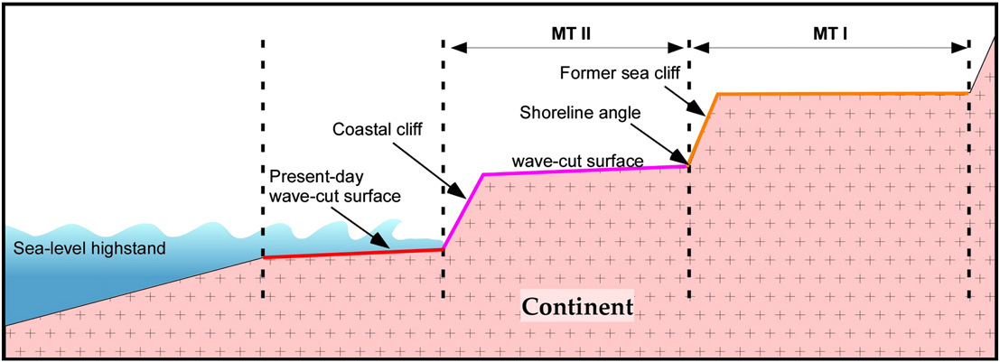 MT II
MT I
Former sea cliff
Shoreline angle
Coastal cliff
wave-cut surface
Present-day
wave-cut surface
Sea-level highstand
Continent